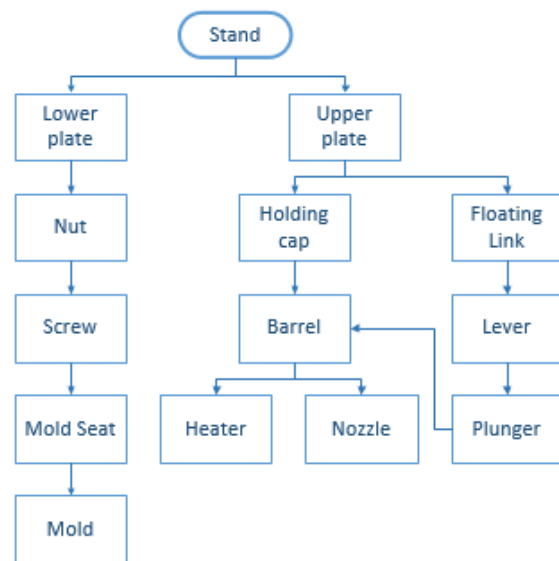 Stand
Lower
plate
Upper
plate
Nut
Holding
cap
Floating
Link
Screw
Barrel
Lever
Mold Seat
Heater
Nozzle
Plunger
Mold